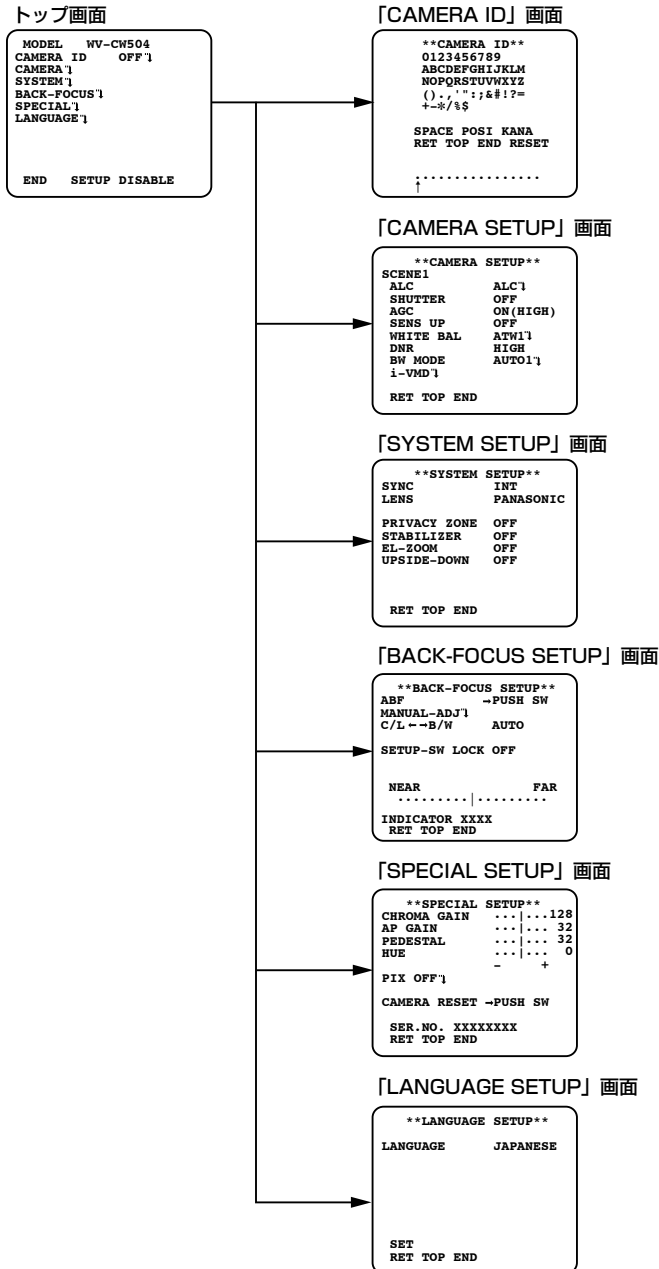 トップ画面
MODEL WV-CW504
CAMERA ID OFF
CAMERA
SYSTEM
BACK-FOCUS
SPECIAL
LANGUAGE
END SETUP DISABLE
「CAMERA ID」画面
**CAMERA ID**
0123456789
ABCDEFGHIJKLM
NOPQRSTUVWXYZ
().,'":;&#!?=
+-*/%$
SPACE POSI KANA
RET TOP END RESET
................
↑
「CAMERA SETUP」画面
**CAMERA SETUP**
SCENE1
ALC ALC
SHUTTER OFF
AGC ON(HIGH)
SENS UP OFF
WHITE BAL ATW1
DNR HIGH
BW MODE AUTO1
i-VMD
RET TOP END
「SYSTEM SETUP」画面
**SYSTEM SETUP**
SYNC INT
LENS PANASONIC
PRIVACY ZONE OFF
STABILIZER OFF
EL-ZOOM OFF
UPSIDE-DOWN OFF
RET TOP END
「BACK-FOCUS SETUP」画面
**BACK-FOCUS SETUP**
ABF →PUSH SW
MANUAL-ADJ
C/L←→B/W AUTO
SETUP-SW LOCK OFF
NEAR FAR
.........|.........
INDICATOR XXXX
RET TOP END
「SPECIAL SETUP」画面
**SPECIAL SETUP**
CHROMA GAIN ...|...128
AP GAIN ...|... 32
PEDESTAL ...|... 32
HUE ...|... 0
- +
PIX OFF
CAMERA RESET →PUSH SW
SER.NO. XXXXXXXX
RET TOP END
「LANGUAGE SETUP」画面
**LANGUAGE SETUP**
LANGUAGE JAPANESE
SET
RET TOP END